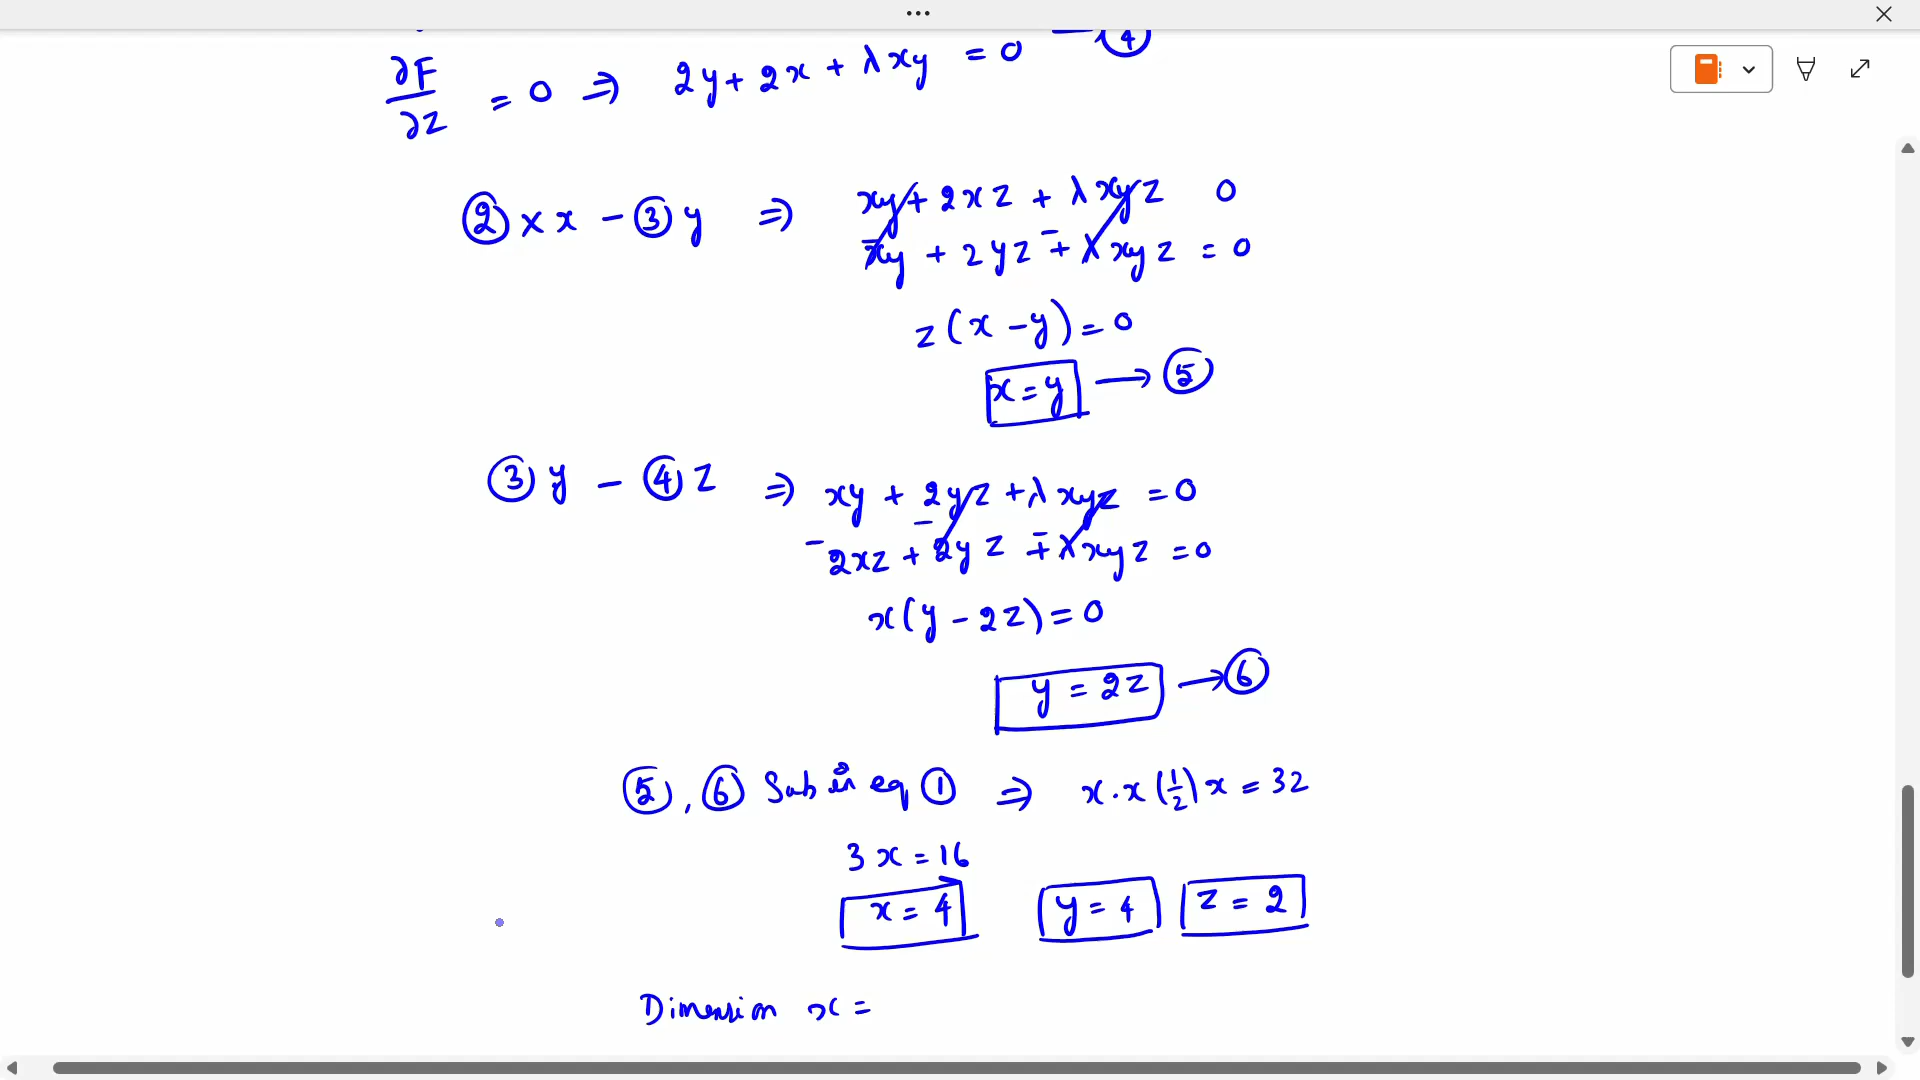 ∂F/∂z = 0 ⇒ 2y + 2x + λxy = 0 — ④
② × x − ③ y ⇒ xy + 2xz + λxyz 0
xy + 2yz + λxyz = 0
z(x − y) = 0
x = y → ⑤
③ y − ④ z ⇒ xy + 2yz + λxyz = 0
− 2xz + 2yz ∓ λxyz = 0
x(y − 2z) = 0
y = 2z → ⑥
⑤, ⑥ Sub in eq ① ⇒ x · x (1/2) x = 32
3x = 16
x = 4 y = 4 z = 2
Dimension x =